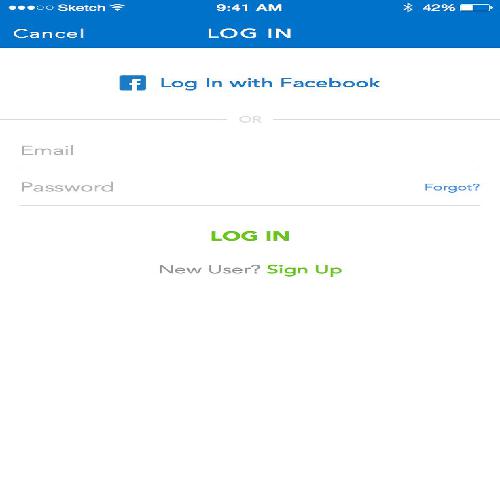 Sketch 9:41 AM 42%
Cancel LOG IN
Log In with Facebook
OR
Email
Password Forgot?
LOG IN
New User? Sign Up